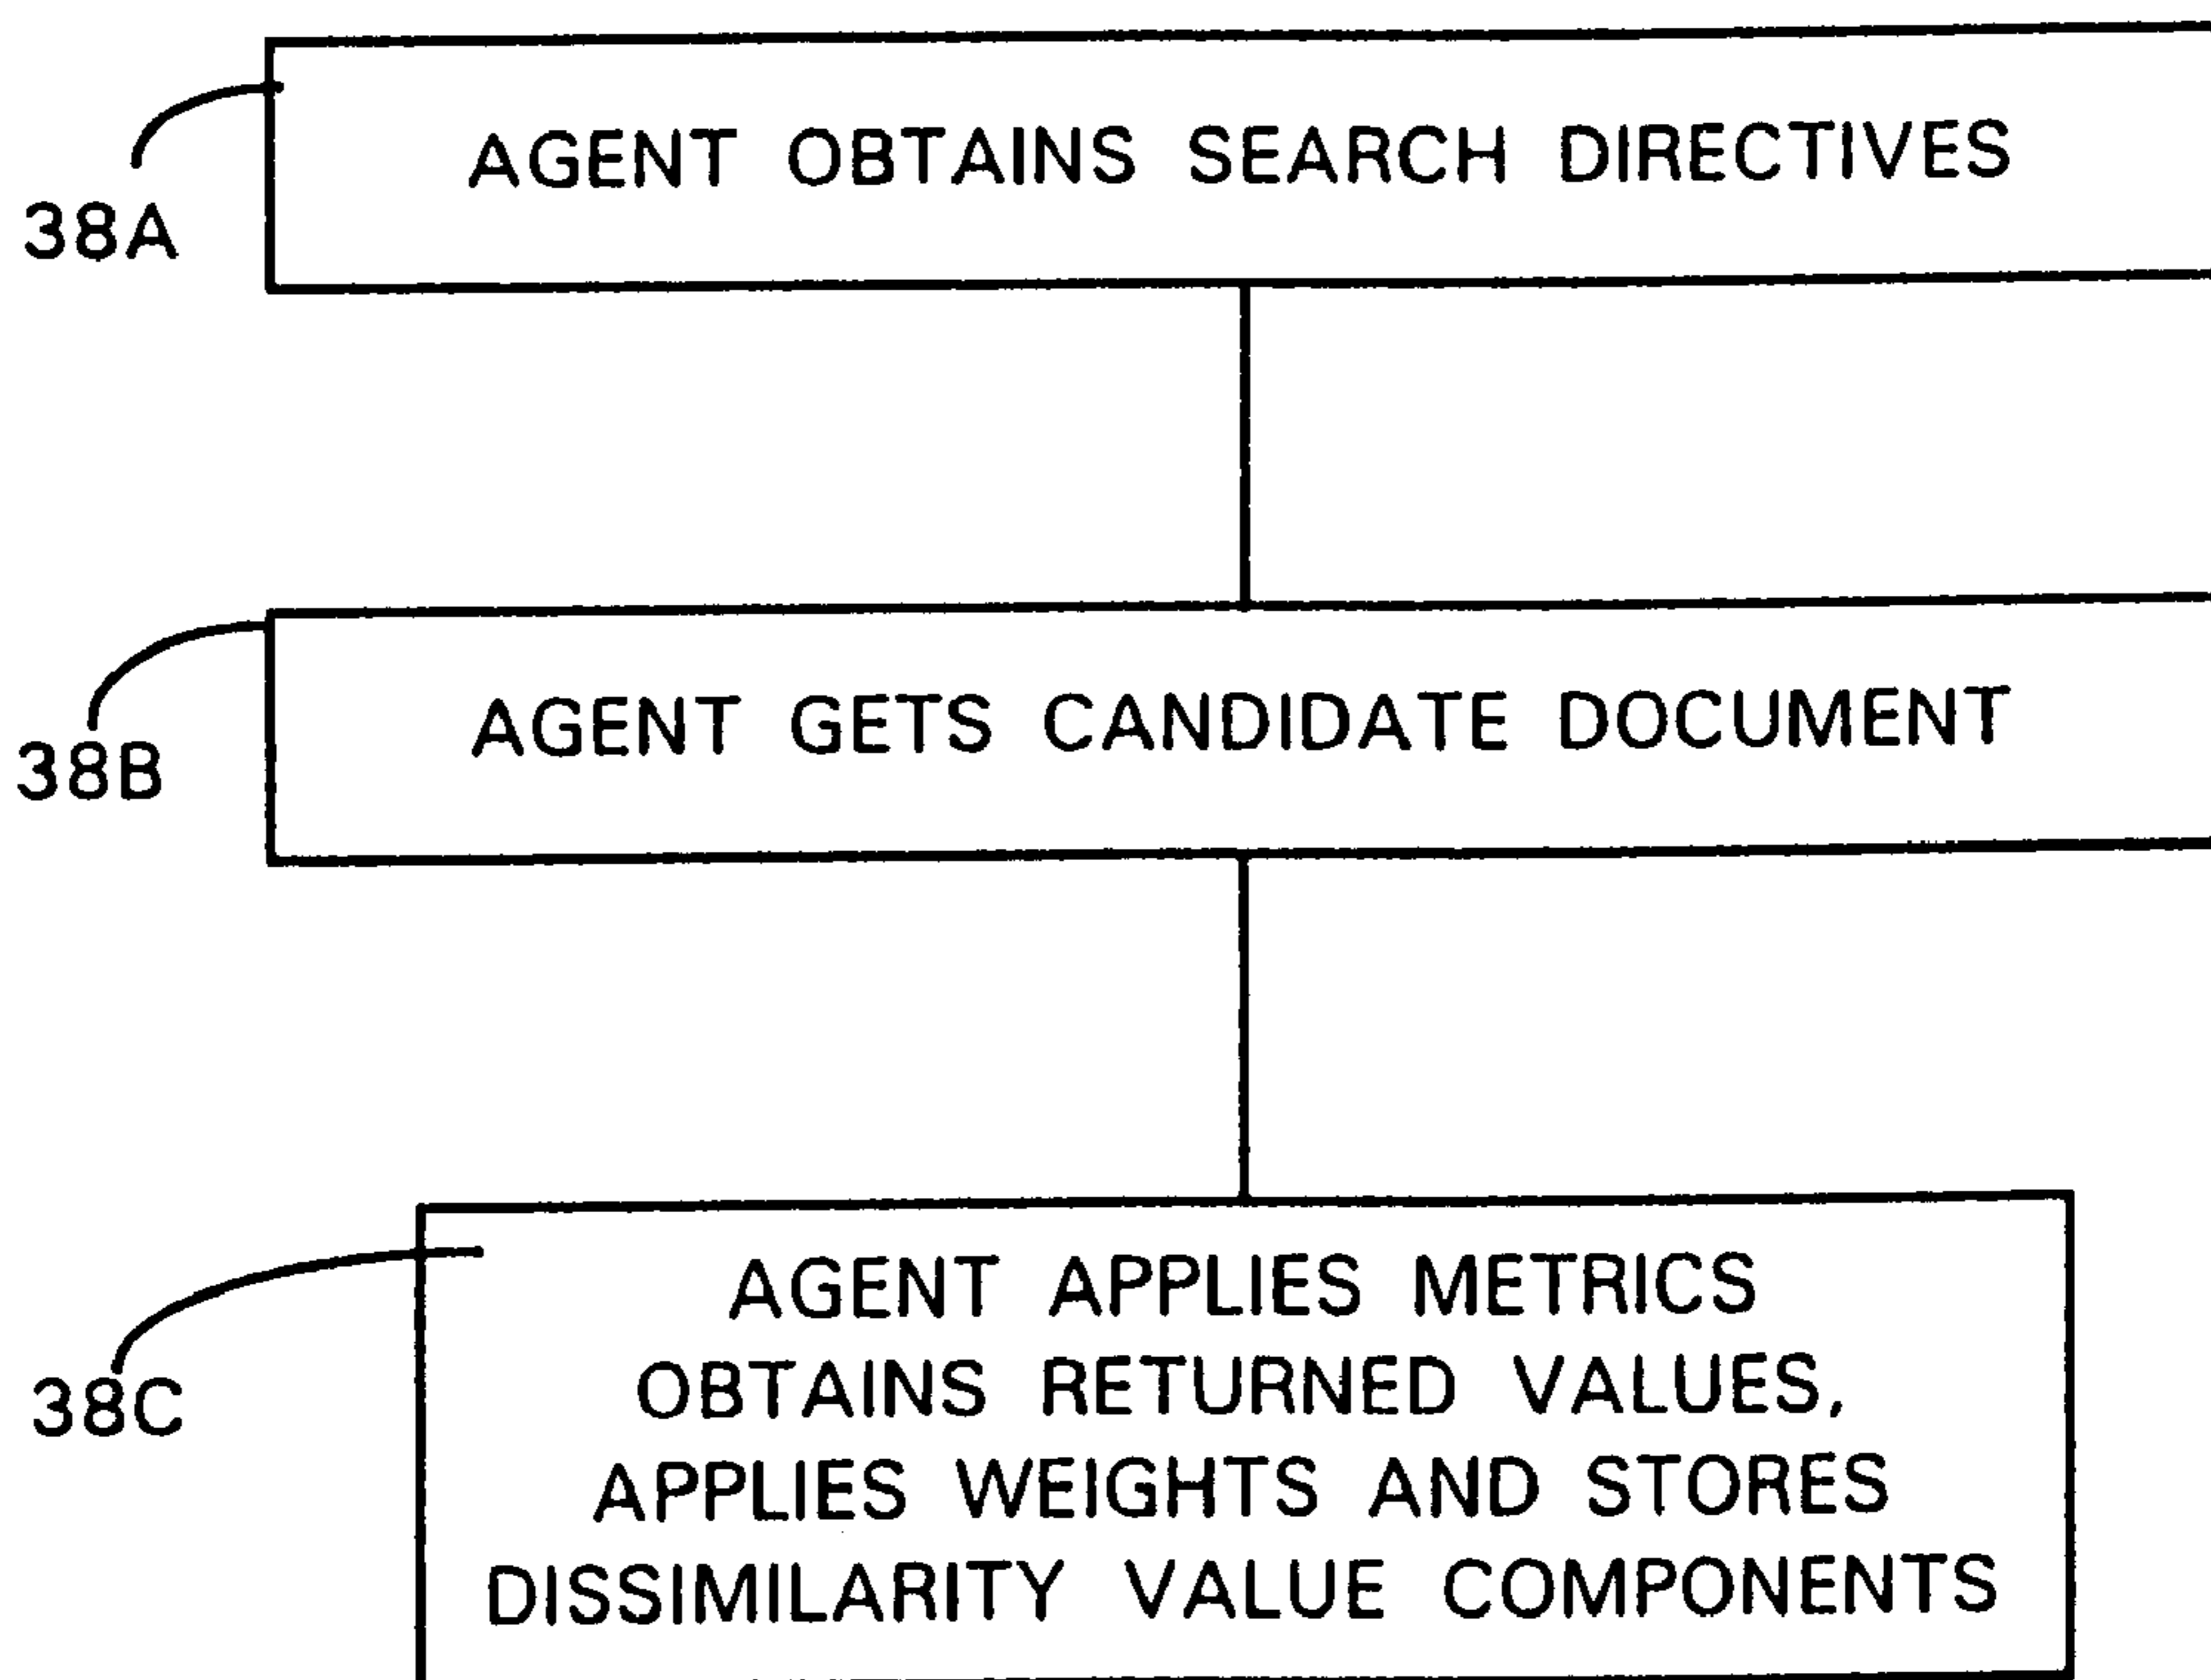 AGENT OBTAINS SEARCH DIRECTIVES
38A
AGENT GETS CANDIDATE DOCUMENT
38B
AGENT APPLIES METRICS
OBTAINS RETURNED VALUES,
38C
APPLIES WEIGHTS AND STORES
DISSIMILARITY VALUE COMPONENTS